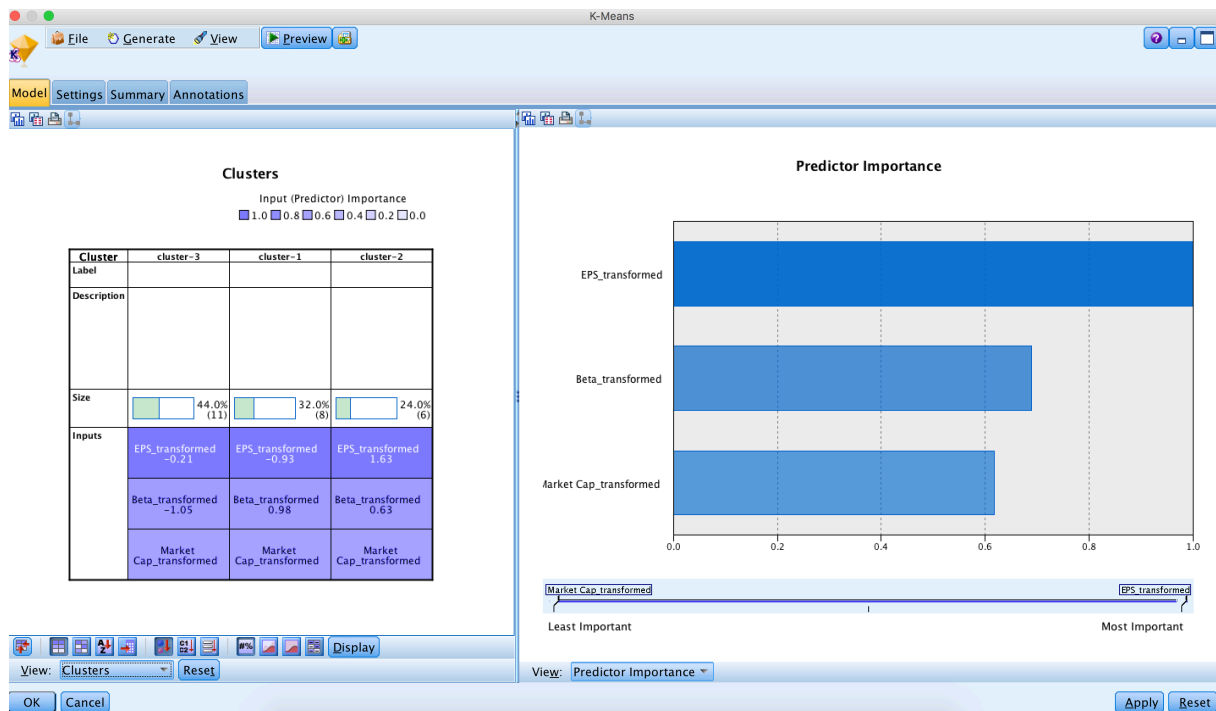 K-Means
File Generate View Preview
Model Settings Summary Annotations
Clusters
Input (Predictor) Importance
1.0 0.8 0.6 0.4 0.2 0.0
Cluster cluster-3 cluster-1 cluster-2
Label
Description
Size 44.0% 32.0% 24.0%
(11) (8) (6)
Inputs
EPS_transformed EPS_transformed EPS_transformed
-0.21 -0.93 1.63
Beta_transformed Beta_transformed Beta_transformed
-1.05 0.98 0.63
Market Market Market
Cap_transformed Cap_transformed Cap_transformed
Display
View: Clusters Reset
Predictor Importance
EPS_transformed
Beta_transformed
Market Cap_transformed
0.0 0.2 0.4 0.6 0.8 1.0
Market Cap_transformed EPS_transformed
Least Important Most Important
View: Predictor Importance
OK Cancel Apply Reset